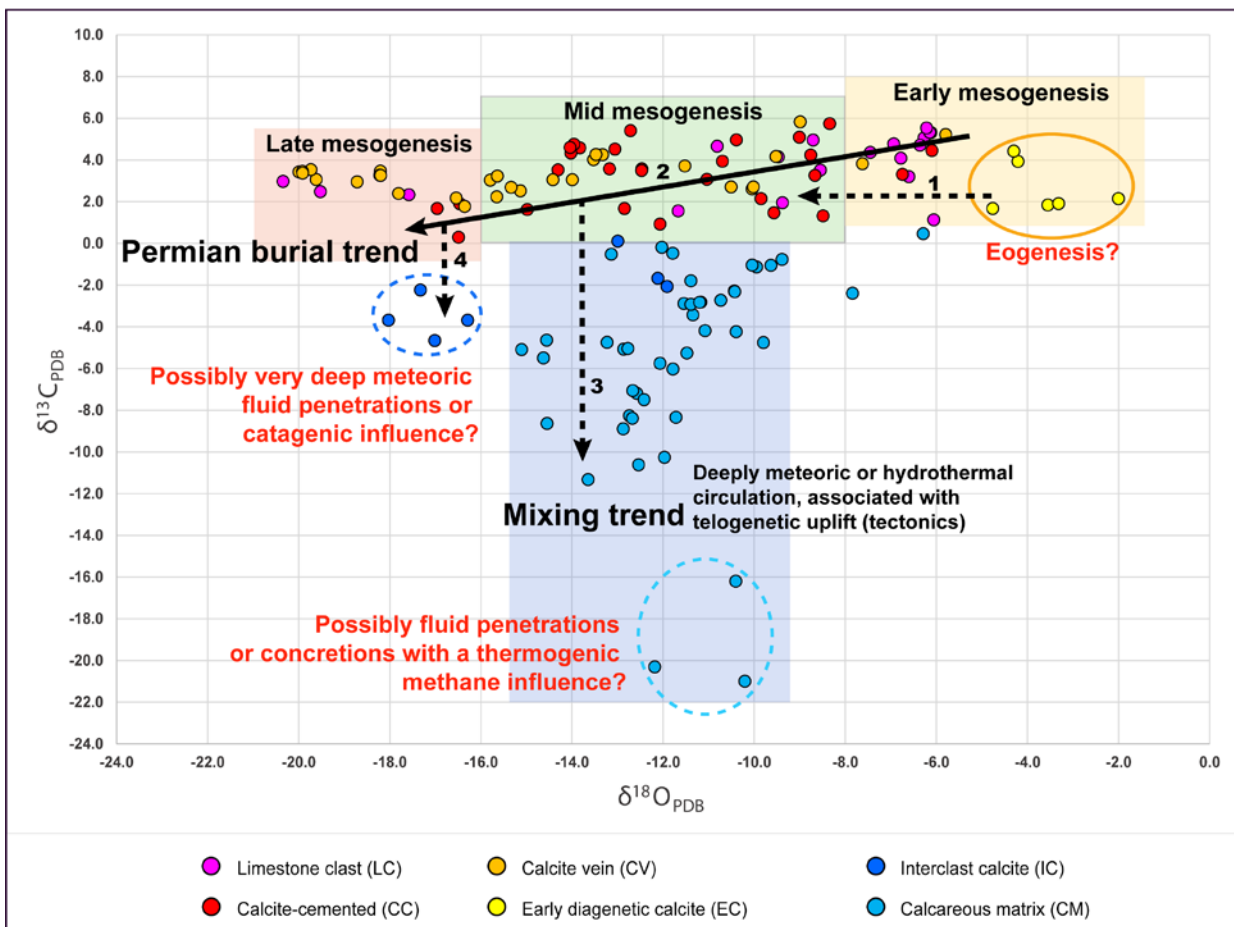 10.0
8.0
6.0
4.0
2.0
0.0
-2.0
-4.0
-6.0
-8.0
-10.0
-12.0
-14.0
-16.0
-18.0
-20.0
-22.0
-24.0
δ13CPDB
Early mesogenesis
Mid mesogenesis
Late mesogenesis
1
2
Permian burial trend
4
Eogenesis?
Possibly very deep meteoric
fluid penetrations or
catagenic influence?
3
Mixing trend
Deeply meteoric or hydrothermal
circulation, associated with
telogenetic uplift (tectonics)
Possibly fluid penetrations
or concretions with a thermogenic
methane influence?
-24.0 -22.0 -20.0 -18.0 -16.0 -14.0 -12.0 -10.0 -8.0 -6.0 -4.0 -2.0 0.0
δ18OPDB
Limestone clast (LC) Calcite vein (CV) Interclast calcite (IC)
Calcite-cemented (CC) Early diagenetic calcite (EC) Calcareous matrix (CM)